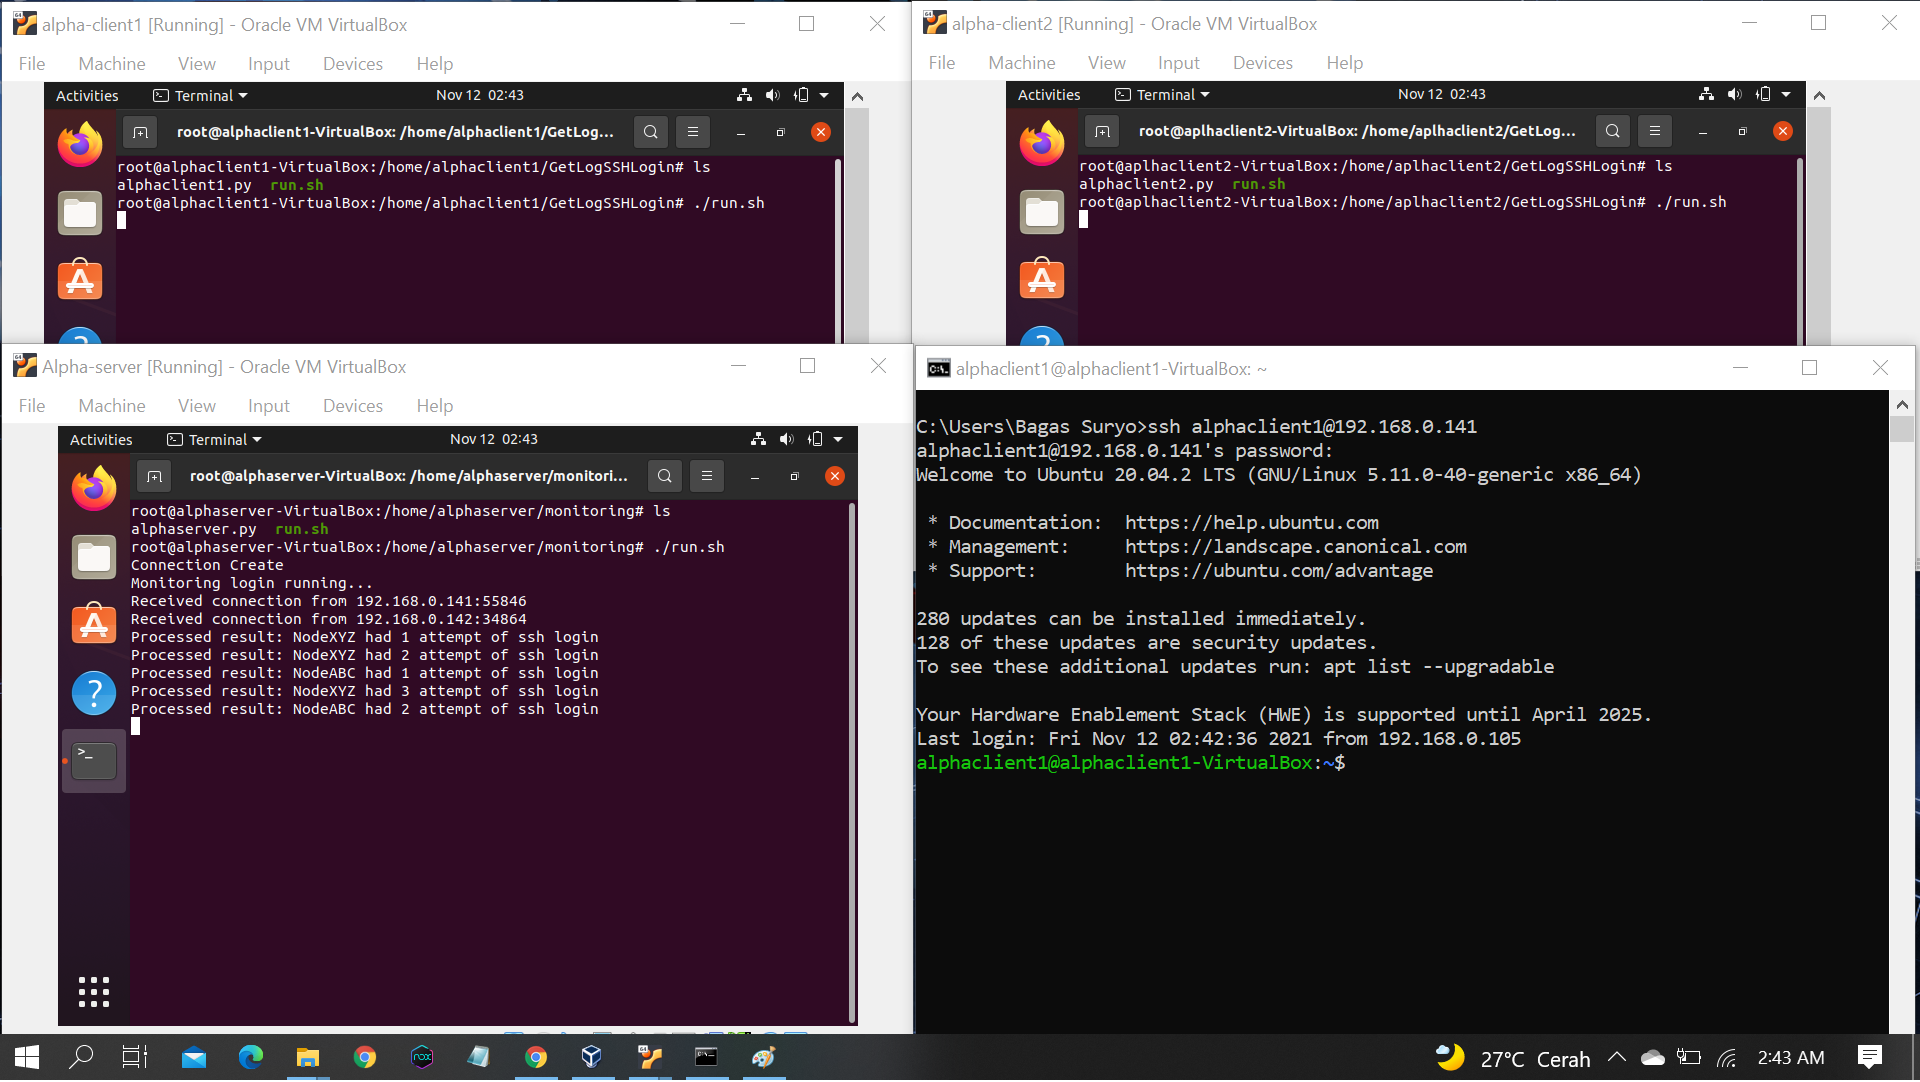 alpha-client1 [Running] - Oracle VM VirtualBox
File Machine View Input Devices Help
Activities Terminal Nov 12 02:43
root@alphaclient1-VirtualBox: /home/alphaclient1/GetLog...
root@alphaclient1-VirtualBox:/home/alphaclient1/GetLogSSHLogin# ls
alphaclient1.py run.sh
root@alphaclient1-VirtualBox:/home/alphaclient1/GetLogSSHLogin# ./run.sh
alpha-client2 [Running] - Oracle VM VirtualBox
File Machine View Input Devices Help
Activities Terminal Nov 12 02:43
root@aplhaclient2-VirtualBox: /home/aplhaclient2/GetLog...
root@aplhaclient2-VirtualBox:/home/aplhaclient2/GetLogSSHLogin# ls
alphaclient2.py run.sh
root@aplhaclient2-VirtualBox:/home/aplhaclient2/GetLogSSHLogin# ./run.sh
Alpha-server [Running] - Oracle VM VirtualBox
File Machine View Input Devices Help
Activities Terminal Nov 12 02:43
root@alphaserver-VirtualBox: /home/alphaserver/monitori...
root@alphaserver-VirtualBox:/home/alphaserver/monitoring# ls
alphaserver.py run.sh
root@alphaserver-VirtualBox:/home/alphaserver/monitoring# ./run.sh
Connection Create
Monitoring login running...
Received connection from 192.168.0.141:55846
Received connection from 192.168.0.142:34864
Processed result: NodeXYZ had 1 attempt of ssh login
Processed result: NodeXYZ had 2 attempt of ssh login
Processed result: NodeABC had 1 attempt of ssh login
Processed result: NodeXYZ had 3 attempt of ssh login
Processed result: NodeABC had 2 attempt of ssh login
alphaclient1@alphaclient1-VirtualBox: ~
C:\Users\Bagas Suryo>ssh alphaclient1@192.168.0.141
alphaclient1@192.168.0.141's password:
Welcome to Ubuntu 20.04.2 LTS (GNU/Linux 5.11.0-40-generic x86_64)
* Documentation: https://help.ubuntu.com
* Management: https://landscape.canonical.com
* Support: https://ubuntu.com/advantage
280 updates can be installed immediately.
128 of these updates are security updates.
To see these additional updates run: apt list --upgradable
Your Hardware Enablement Stack (HWE) is supported until April 2025.
Last login: Fri Nov 12 02:42:36 2021 from 192.168.0.105
alphaclient1@alphaclient1-VirtualBox:~$
27°C Cerah 2:43 AM